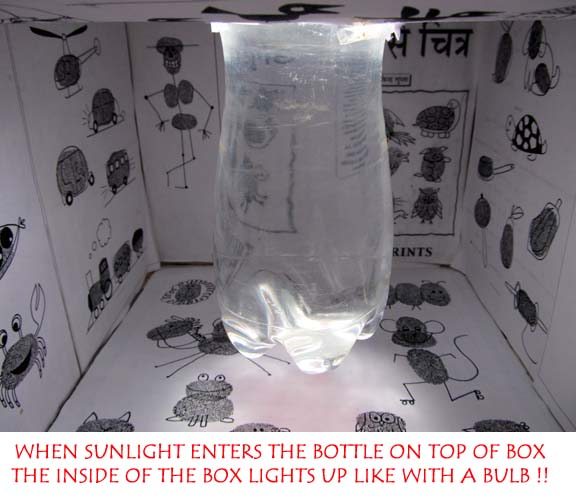 से चित्र
PRINTS
WHEN SUNLIGHT ENTERS THE BOTTLE ON TOP OF BOX
THE INSIDE OF THE BOX LIGHTS UP LIKE WITH A BULB !!